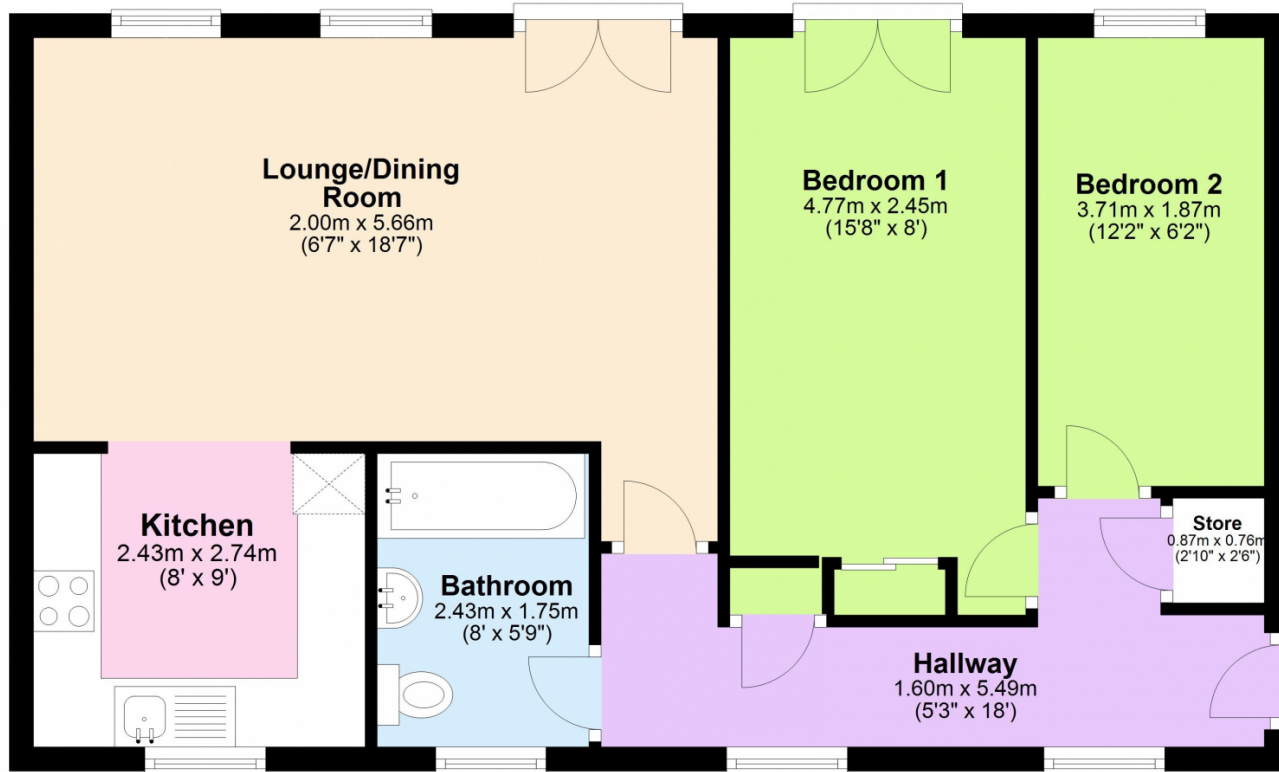 Lounge/Dining
Room
2.00m x 5.66m
(6'7" x 18'7")
Bedroom 1
4.77m x 2.45m
(15'8" x 8')
Bedroom 2
3.71m x 1.87m
(12'2" x 6'2")
Kitchen
2.43m x 2.74m
(8' x 9')
Bathroom
2.43m x 1.75m
(8' x 5'9")
Store
0.87m x 0.76m
(2'10" x 2'6")
Hallway
1.60m x 5.49m
(5'3" x 18')